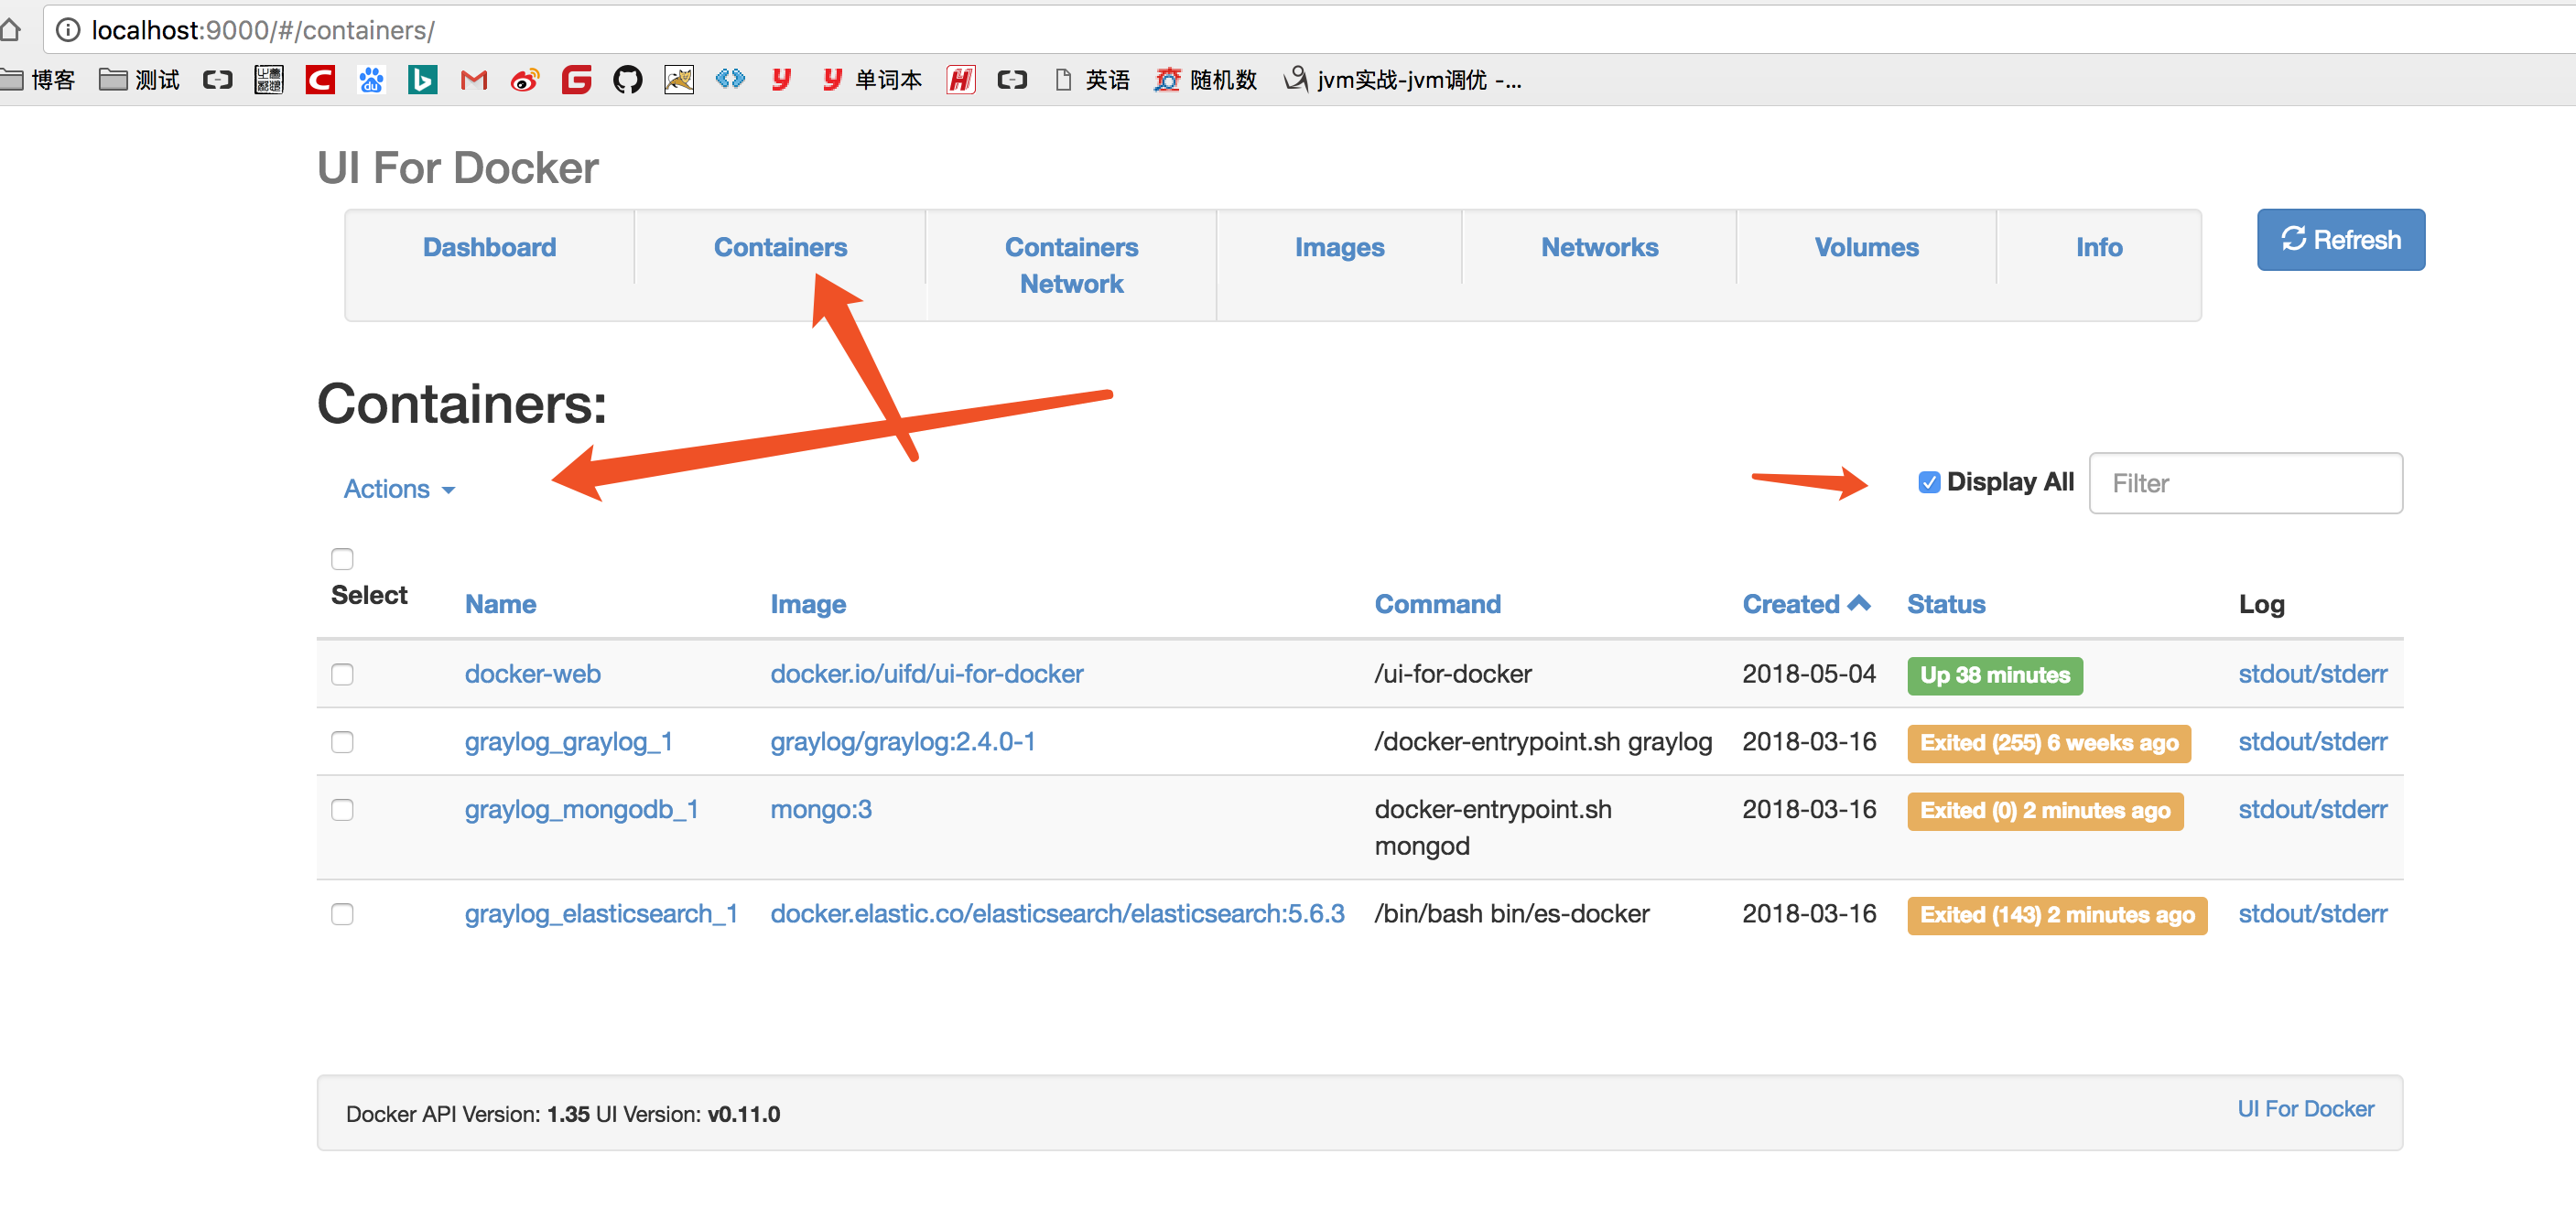 localhost:9000/#/containers/
博客 测试 单词本 英语 随机数 jvm实战-jvm调优 -...
UI For Docker
Dashboard Containers Containers Network Images Networks Volumes Info Refresh
Containers:
Actions Display All Filter
Select Name Image Command Created Status Log
docker-web docker.io/uifd/ui-for-docker /ui-for-docker 2018-05-04 Up 38 minutes stdout/stderr
graylog_graylog_1 graylog/graylog:2.4.0-1 /docker-entrypoint.sh graylog 2018-03-16 Exited (255) 6 weeks ago stdout/stderr
graylog_mongodb_1 mongo:3 docker-entrypoint.sh mongod 2018-03-16 Exited (0) 2 minutes ago stdout/stderr
graylog_elasticsearch_1 docker.elastic.co/elasticsearch/elasticsearch:5.6.3 /bin/bash bin/es-docker 2018-03-16 Exited (143) 2 minutes ago stdout/stderr
Docker API Version: 1.35 UI Version: v0.11.0 UI For Docker